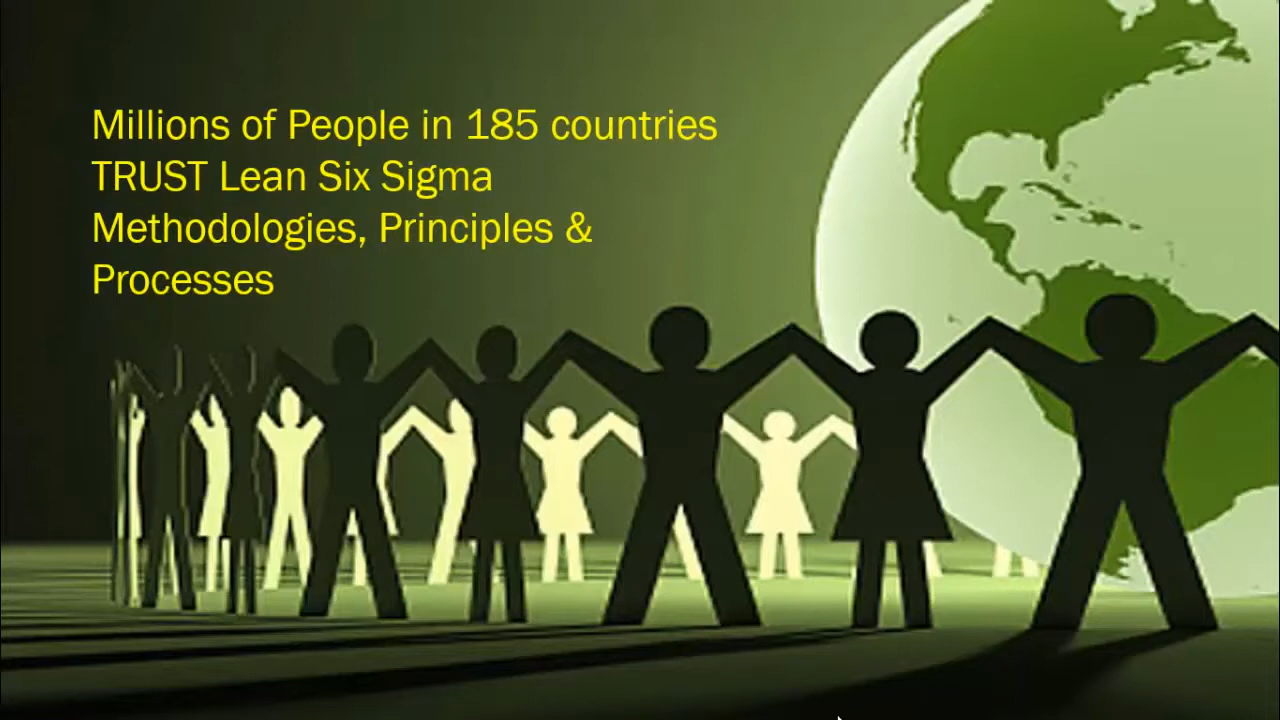 Millions of People in 185 countries
TRUST Lean Six Sigma
Methodologies, Principles &
Processes